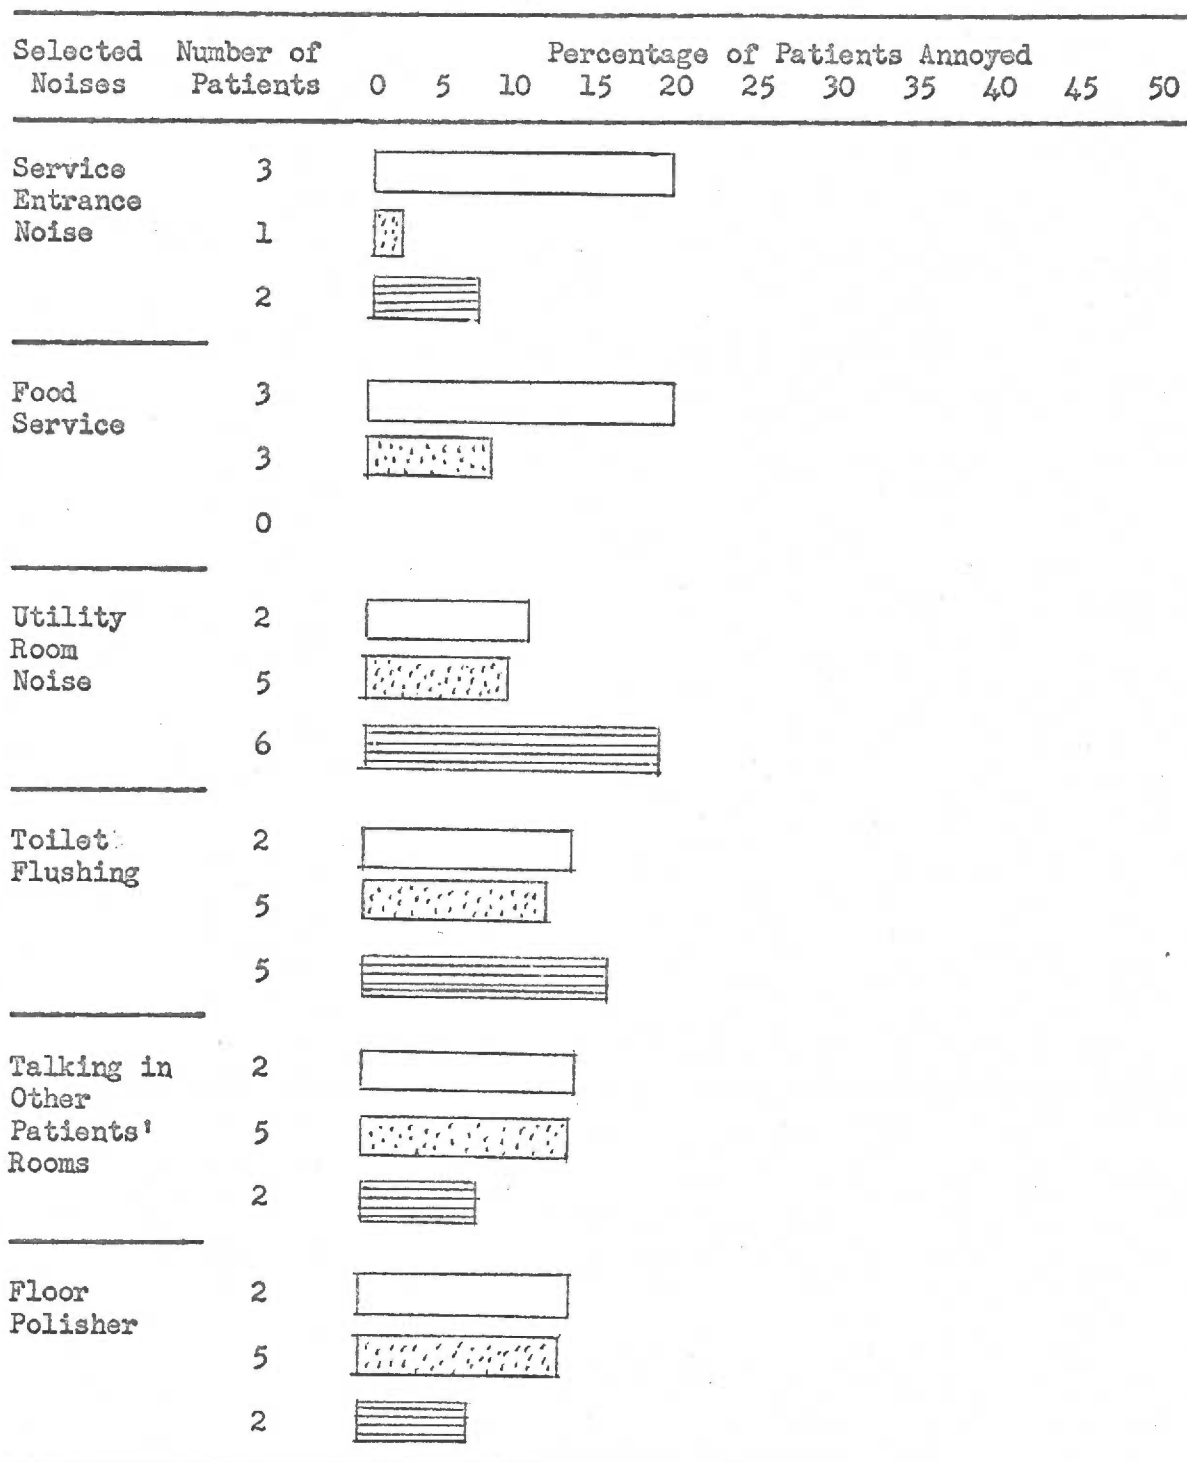 Selected Number of Percentage of Patients Annoyed
Noises Patients 0 5 10 15 20 25 30 35 40 45 50
Service 3
Entrance
Noise 1
2
Food 3
Service
3
0
Utility 2
Room
Noise 5
6
Toilet 2
Flushing
5
5
Talking in 2
Other
Patients' 5
Rooms
2
Floor 2
Polisher
5
2